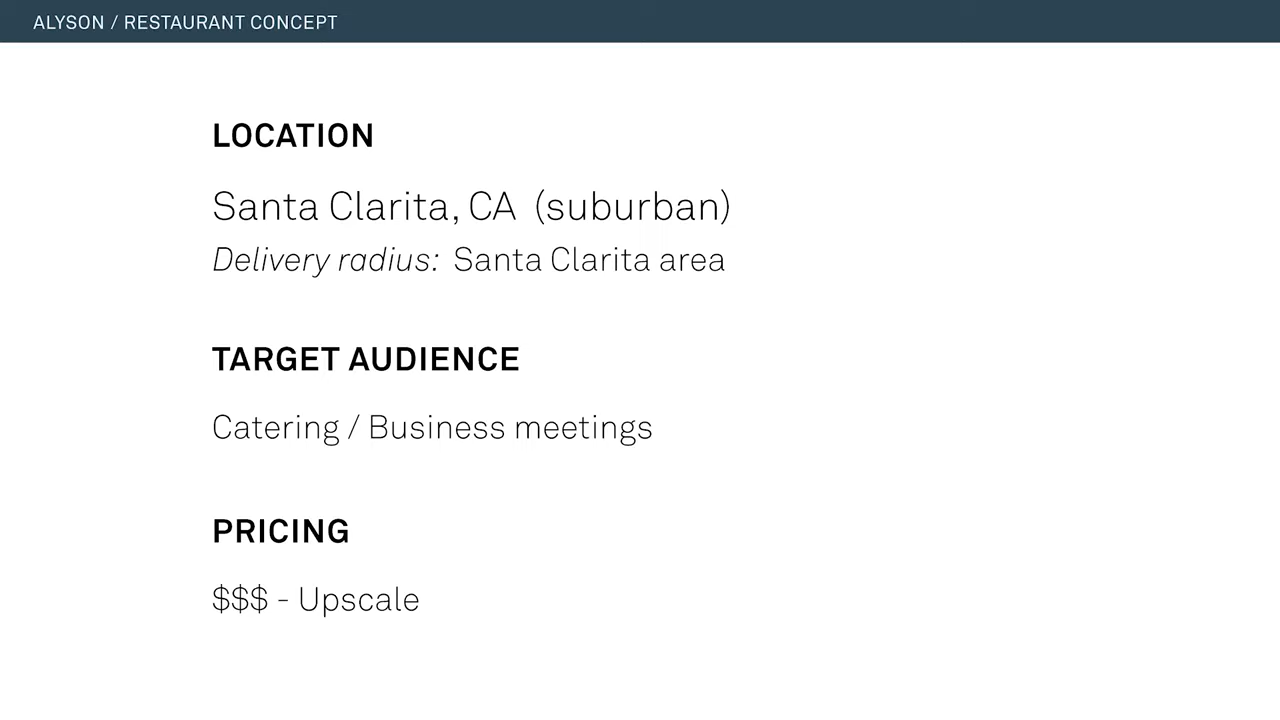 ALYSON / RESTAURANT CONCEPT
LOCATION
Santa Clarita, CA (suburban)
Delivery radius: Santa Clarita area
TARGET AUDIENCE
Catering / Business meetings
PRICING
$$$ - Upscale